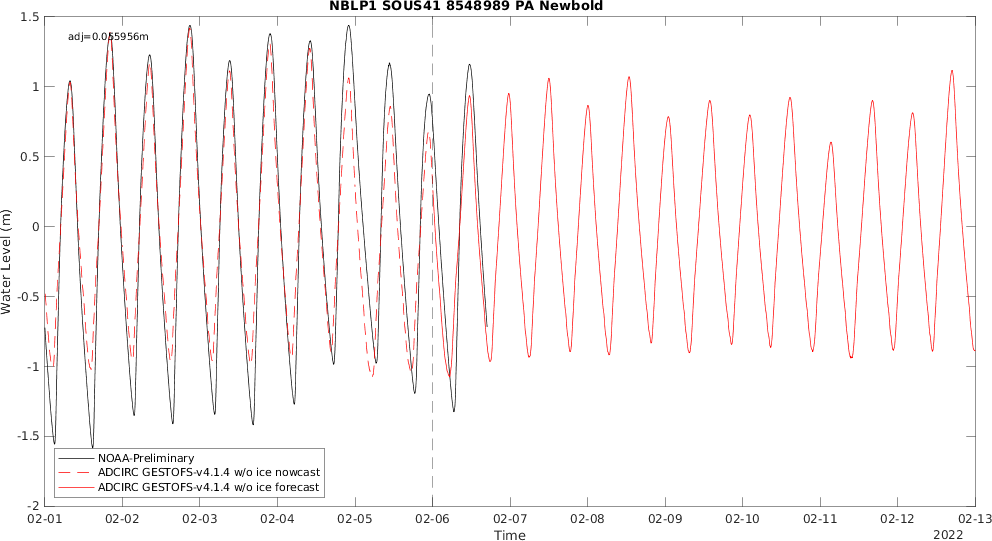 NBLP1 SOUS41 8548989 PA Newbold
adj=0.055956m
1.5
1
0.5
0
-0.5
-1
-1.5
-2
Water Level (m)
NOAA-Preliminary
ADCIRC GESTOFS-v4.1.4 w/o ice nowcast
ADCIRC GESTOFS-v4.1.4 w/o ice forecast
02-01 02-02 02-03 02-04 02-05 02-06 02-07 02-08 02-09 02-10 02-11 02-12 02-13
Time
2022